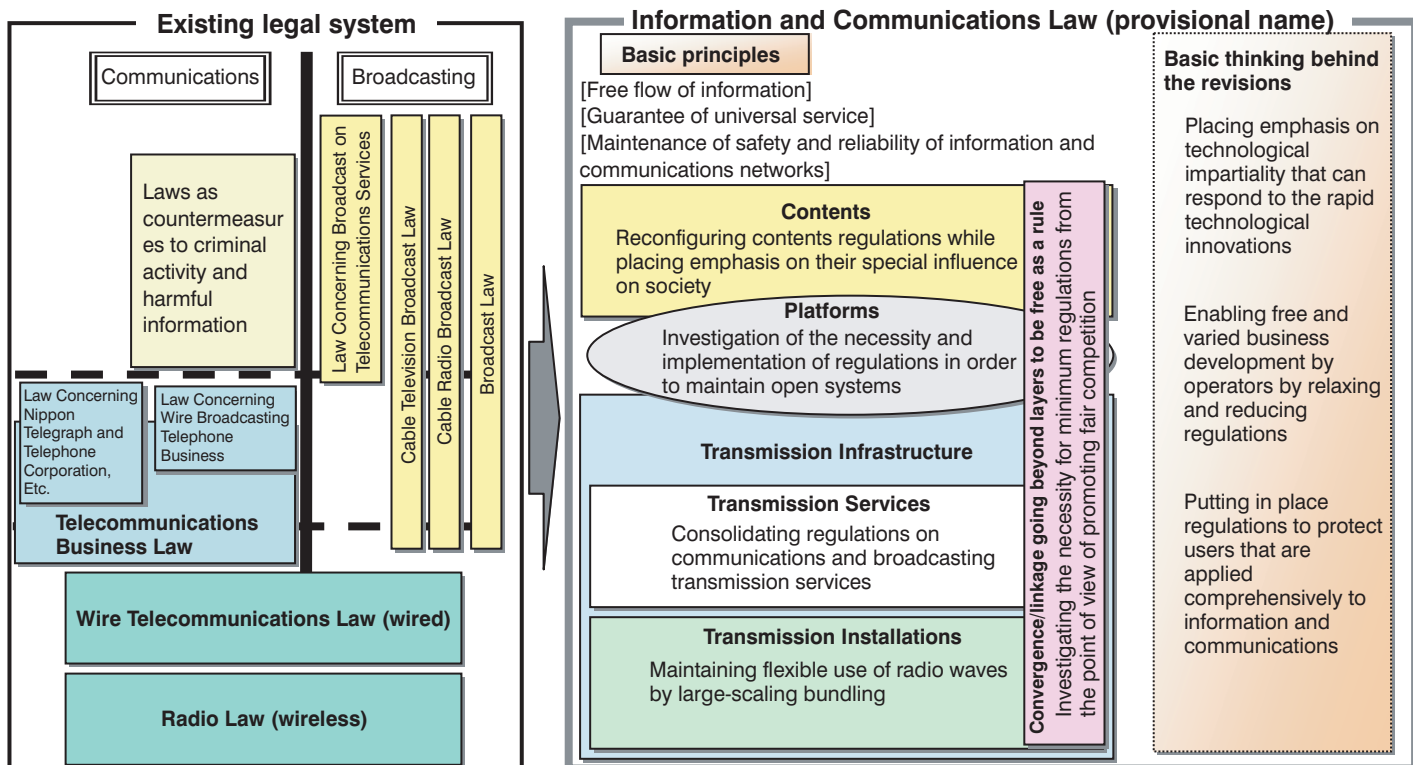 Existing legal system
Communications
Broadcasting
Laws as
countermeasur
es to criminal
activity and
harmful
information
Law Concerning Broadcast on
Telecommunications Services
Cable Television Broadcast Law
Cable Radio Broadcast Law
Broadcast Law
Law Concerning
Nippon
Telegraph and
Telephone
Corporation,
Etc.
Law Concerning
Wire Broadcasting
Telephone
Business
Telecommunications
Business Law
Wire Telecommunications Law (wired)
Radio Law (wireless)
Information and Communications Law (provisional name)
Basic principles
[Free flow of information]
[Guarantee of universal service]
[Maintenance of safety and reliability of information and
communications networks]
Contents
Reconfiguring contents regulations while
placing emphasis on their special influence
on society
Platforms
Investigation of the necessity and
implementation of regulations in order
to maintain open systems
Transmission Infrastructure
Transmission Services
Consolidating regulations on
communications and broadcasting
transmission services
Transmission Installations
Maintaining flexible use of radio waves
by large-scaling bundling
Convergence/linkage going beyond layers to be free as a rule
Investigating the necessity for minimum regulations from
the point of view of promoting fair competition
Basic thinking behind
the revisions
Placing emphasis on
technological
impartiality that can
respond to the rapid
technological
innovations
Enabling free and
varied business
development by
operators by relaxing
and reducing
regulations
Putting in place
regulations to protect
users that are
applied
comprehensively to
information and
communications